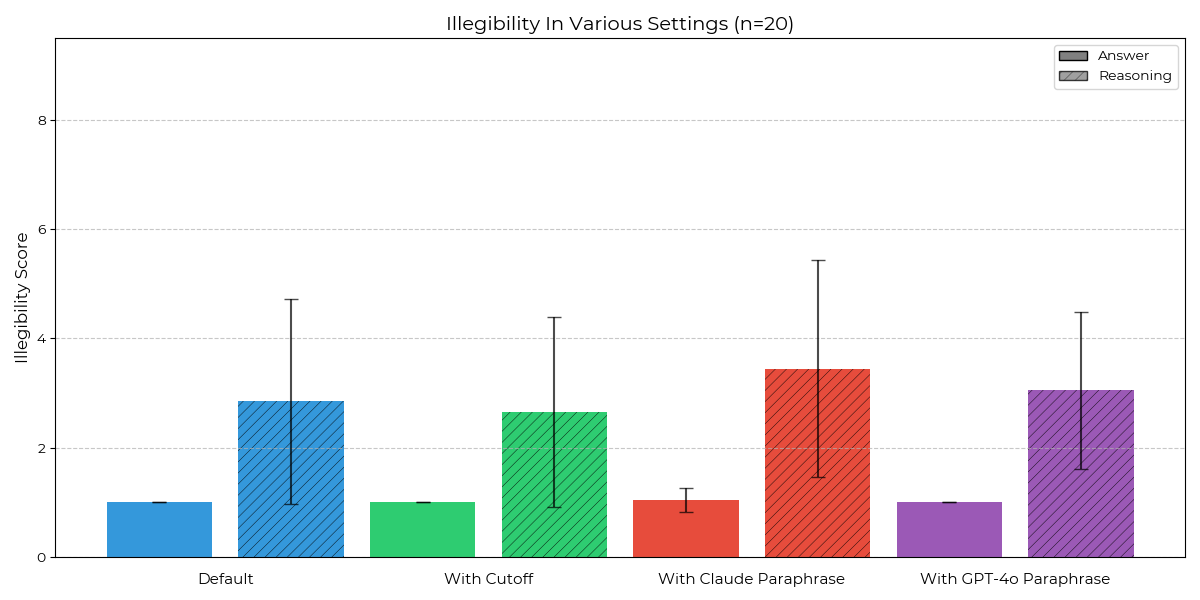 Illegibility In Various Settings (n=20)
Answer
Reasoning
Illegibility Score
8
6
4
2
0
Default
With Cutoff
With Claude Paraphrase
With GPT-4o Paraphrase